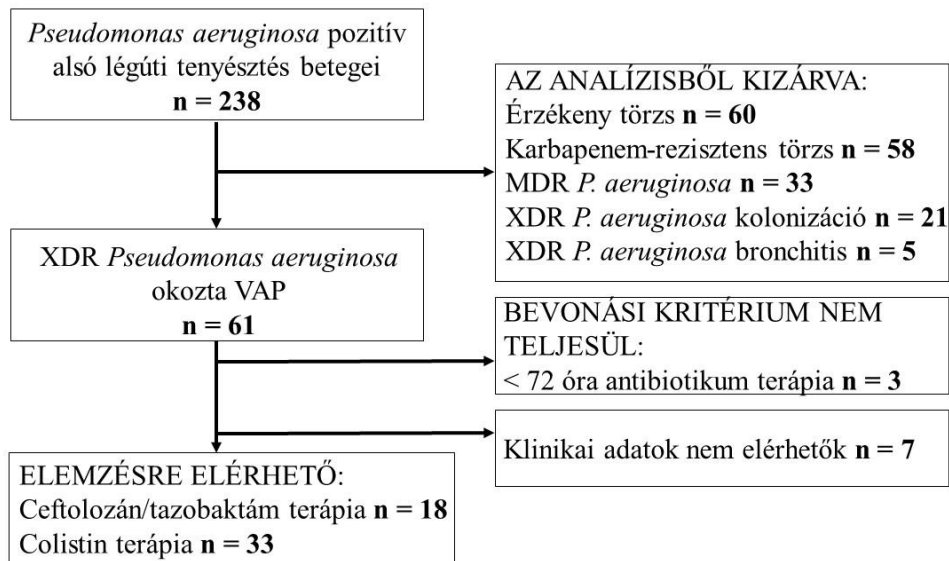 Pseudomonas aeruginosa pozitív
alsó légúti tenyésztés betegei
n = 238
AZ ANALÍZISBŐL KIZÁRVA:
Érzékeny törzs n = 60
Karbapenem-rezisztens törzs n = 58
MDR P. aeruginosa n = 33
XDR P. aeruginosa kolonizáció n = 21
XDR P. aeruginosa bronchitis n = 5
XDR Pseudomonas aeruginosa
okozta VAP
n = 61
BEVONÁSI KRITÉRIUM NEM
TELJESÜL:
< 72 óra antibiotikum terápia n = 3
Klinikai adatok nem elérhetők n = 7
ELEMZÉSRE ELÉRHETŐ:
Ceftolozán/tazobaktám terápia n = 18
Colistin terápia n = 33